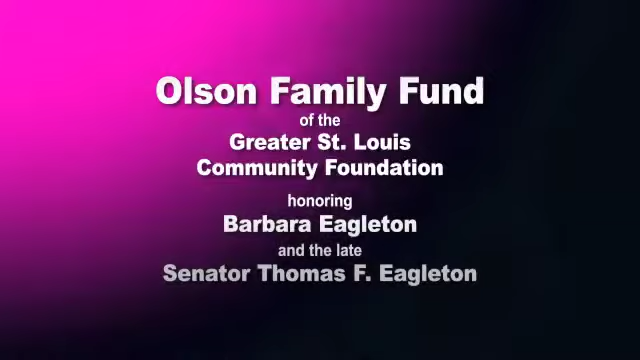 Olson Family Fund
of the
Greater St. Louis
Community Foundation
honoring
Barbara Eagleton
and the late
Senator Thomas F. Eagleton